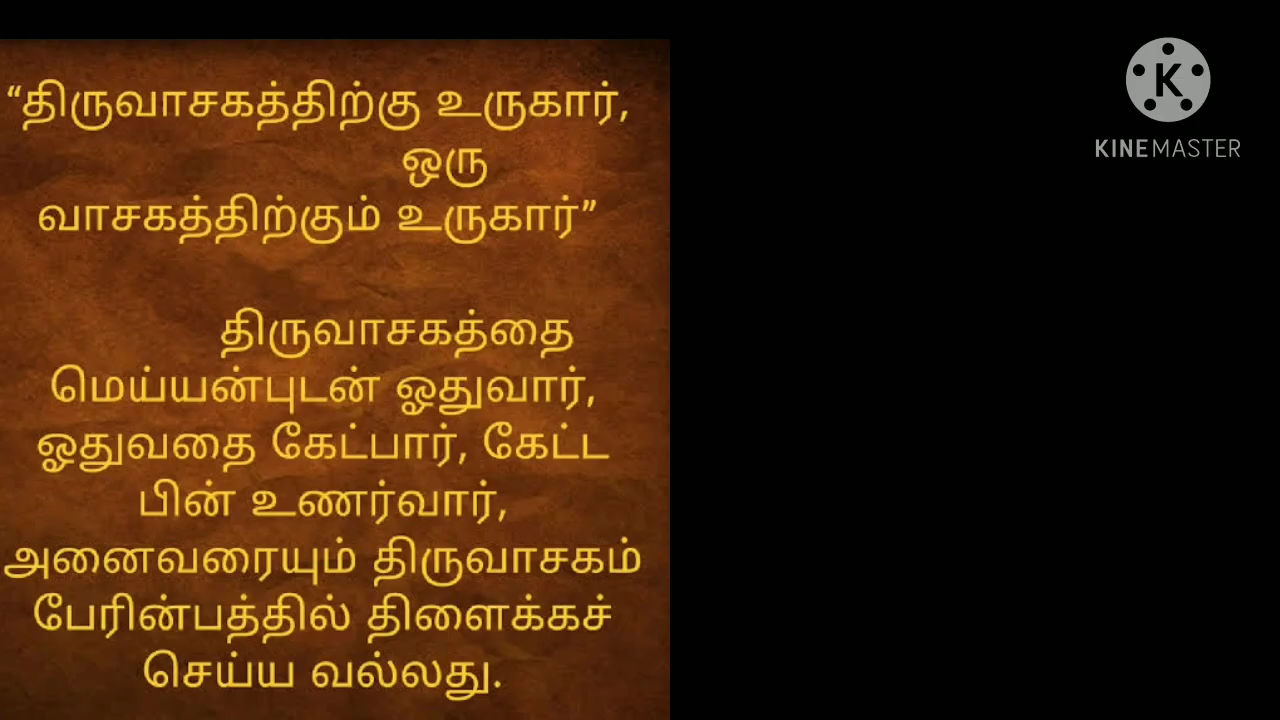 “திருவாசகத்திற்கு உருகார்,
ஒரு
வாசகத்திற்கும் உருகார்”
திருவாசகத்தை
மெய்யன்புடன் ஓதுவார்,
ஓதுவதை கேட்பார், கேட்ட
பின் உணர்வார்,
அனைவரையும் திருவாசகம்
பேரின்பத்தில் திளைக்கச்
செய்ய வல்லது.
K
KINEMASTER